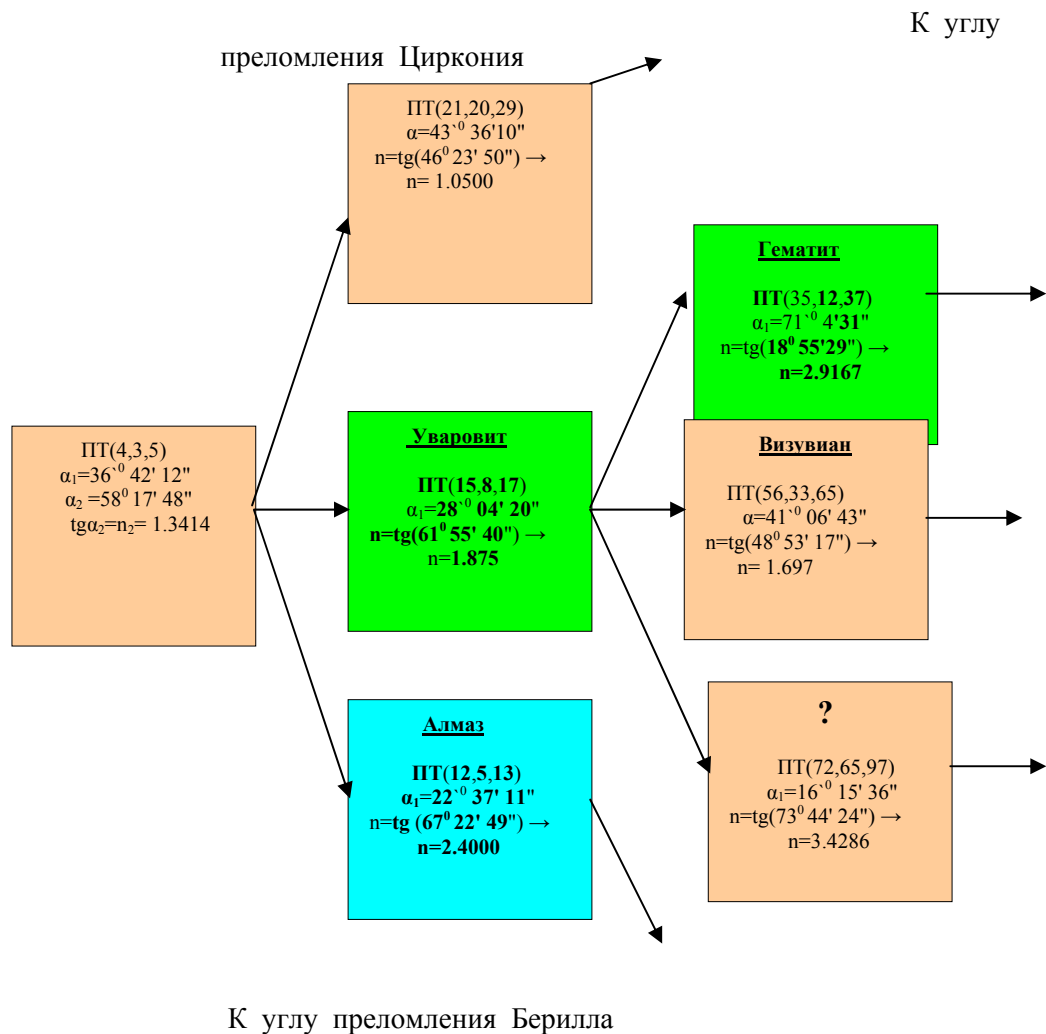 К углу
преломления Циркония
ПТ(21,20,29)
α=43`⁰ 36'10"
n=tg(46⁰ 23' 50") →
n= 1.0500
Гематит
ПТ(35,12,37)
α₁=71`⁰ 4'31"
n=tg(18⁰ 55'29") →
n=2.9167
ПТ(4,3,5)
α₁=36`⁰ 42' 12"
α₂ =58⁰ 17' 48"
tgα₂=n₂= 1.3414
Уваровит
ПТ(15,8,17)
α₁=28`⁰ 04' 20"
n=tg(61⁰ 55' 40") →
n=1.875
Визувиан
ПТ(56,33,65)
α=41`⁰ 06' 43"
n=tg(48⁰ 53' 17") →
n= 1.697
Алмаз
ПТ(12,5,13)
α₁=22`⁰ 37' 11"
n=tg (67⁰ 22' 49") →
n=2.4000
?
ПТ(72,65,97)
α₁=16`⁰ 15' 36"
n=tg(73⁰ 44' 24") →
n=3.4286
К углу преломления Берилла